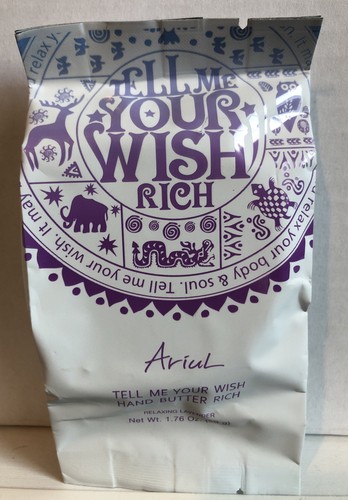 TELL ME
YOUR
WISH
RICH
relax y
relax your body & soul. Tell me your wish. It ma
Ariul
TELL ME YOUR WISH
HAND BUTTER RICH
RELAXING LAVENDER
Net Wt. 1.76 Oz.